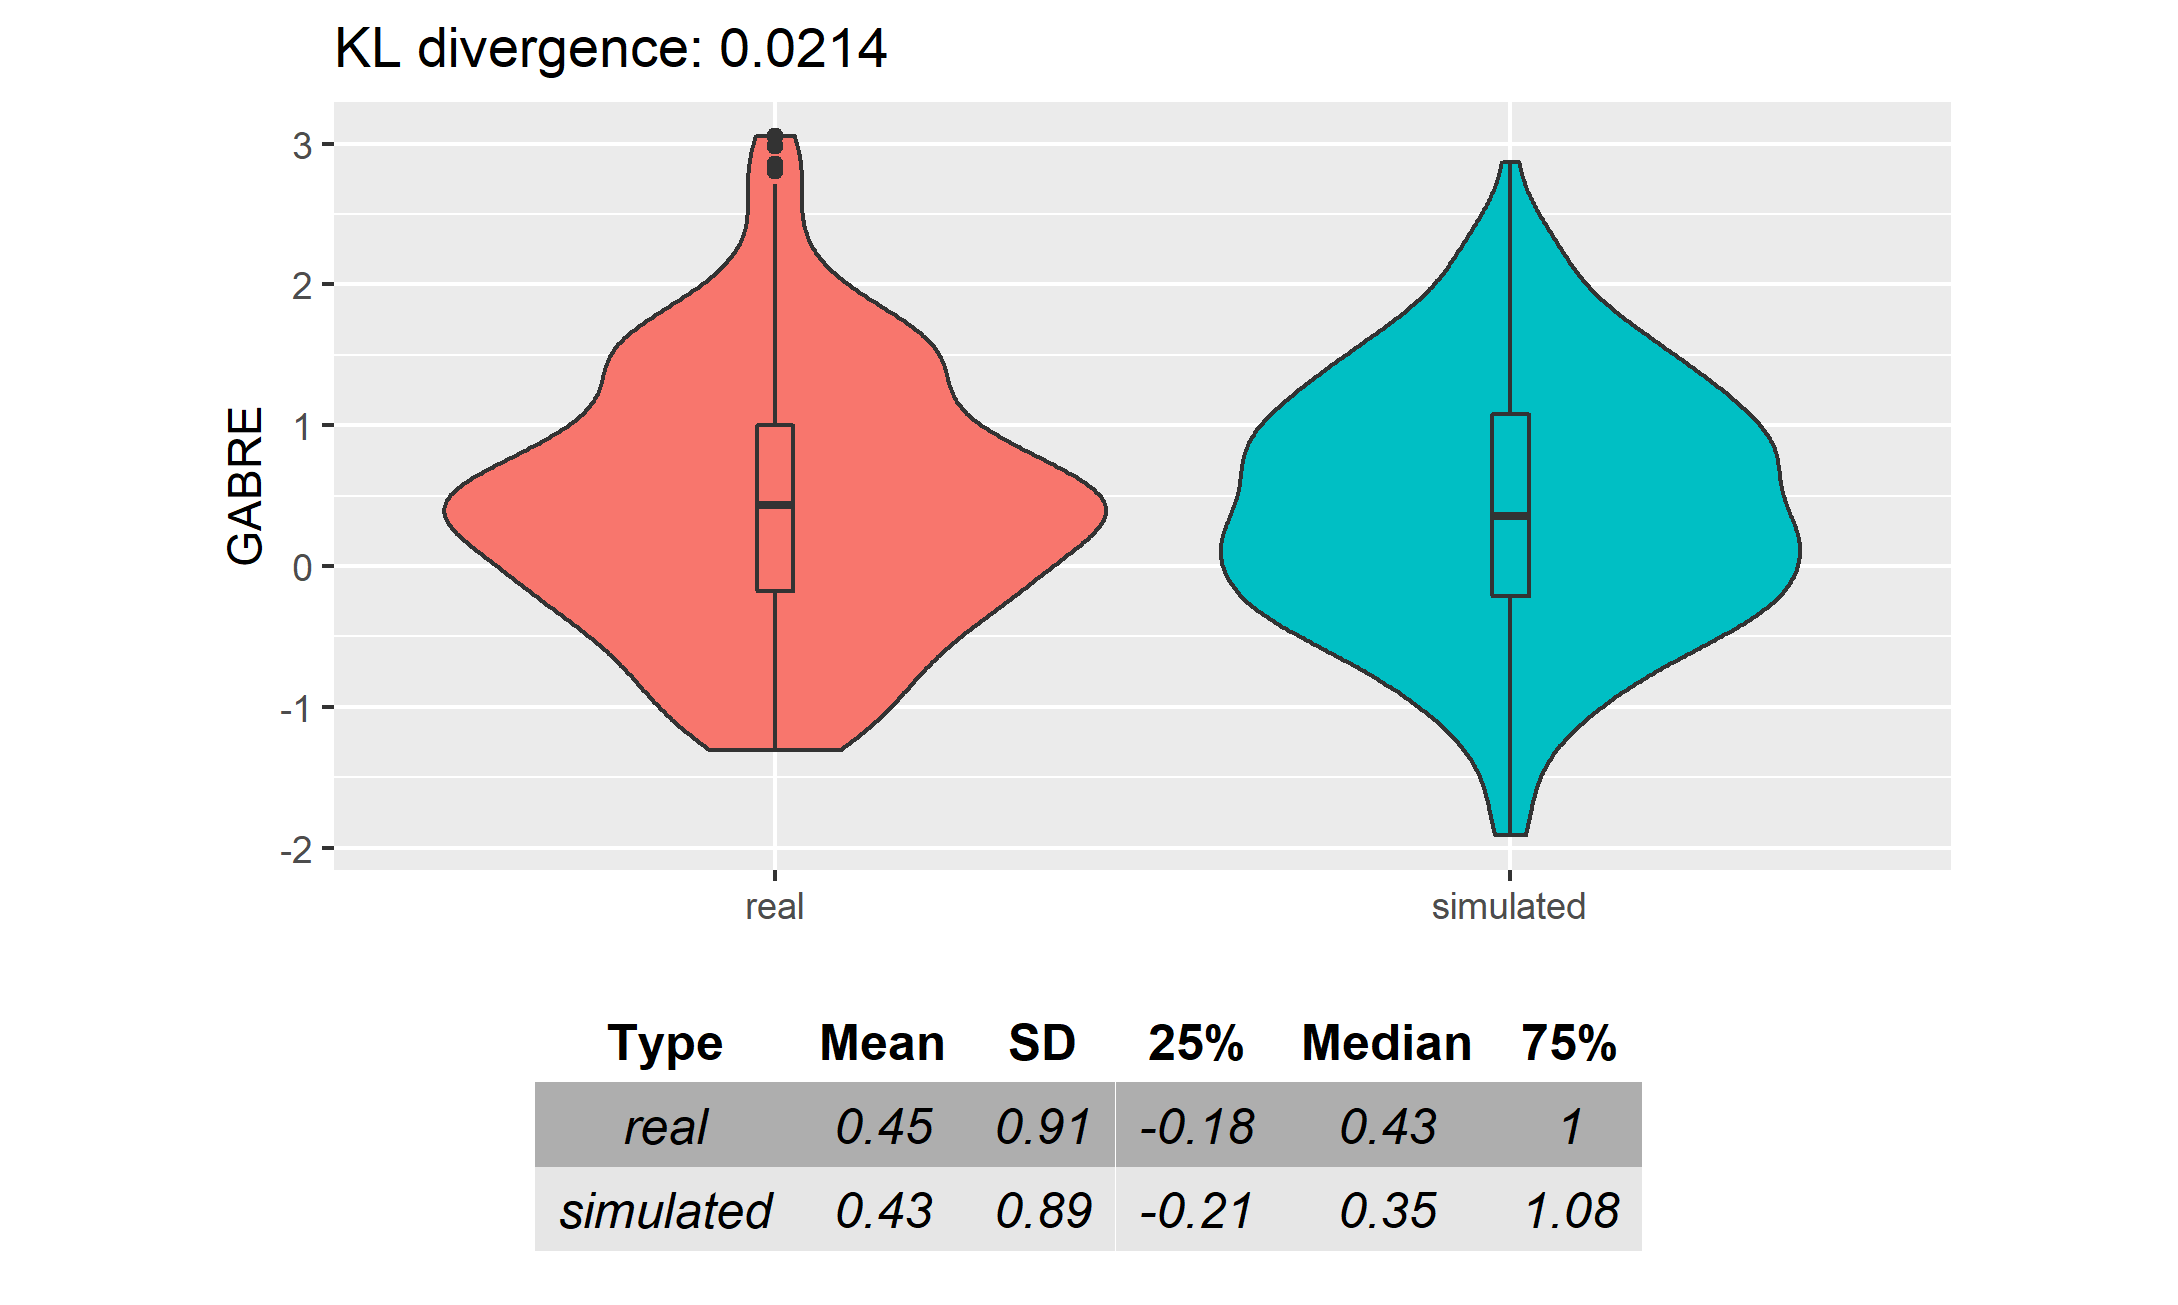 KL divergence: 0.0214
GABRE
3
2
1
0
-1
-2
real simulated
Type Mean SD 25% Median 75%
real 0.45 0.91 -0.18 0.43 1
simulated 0.43 0.89 -0.21 0.35 1.08